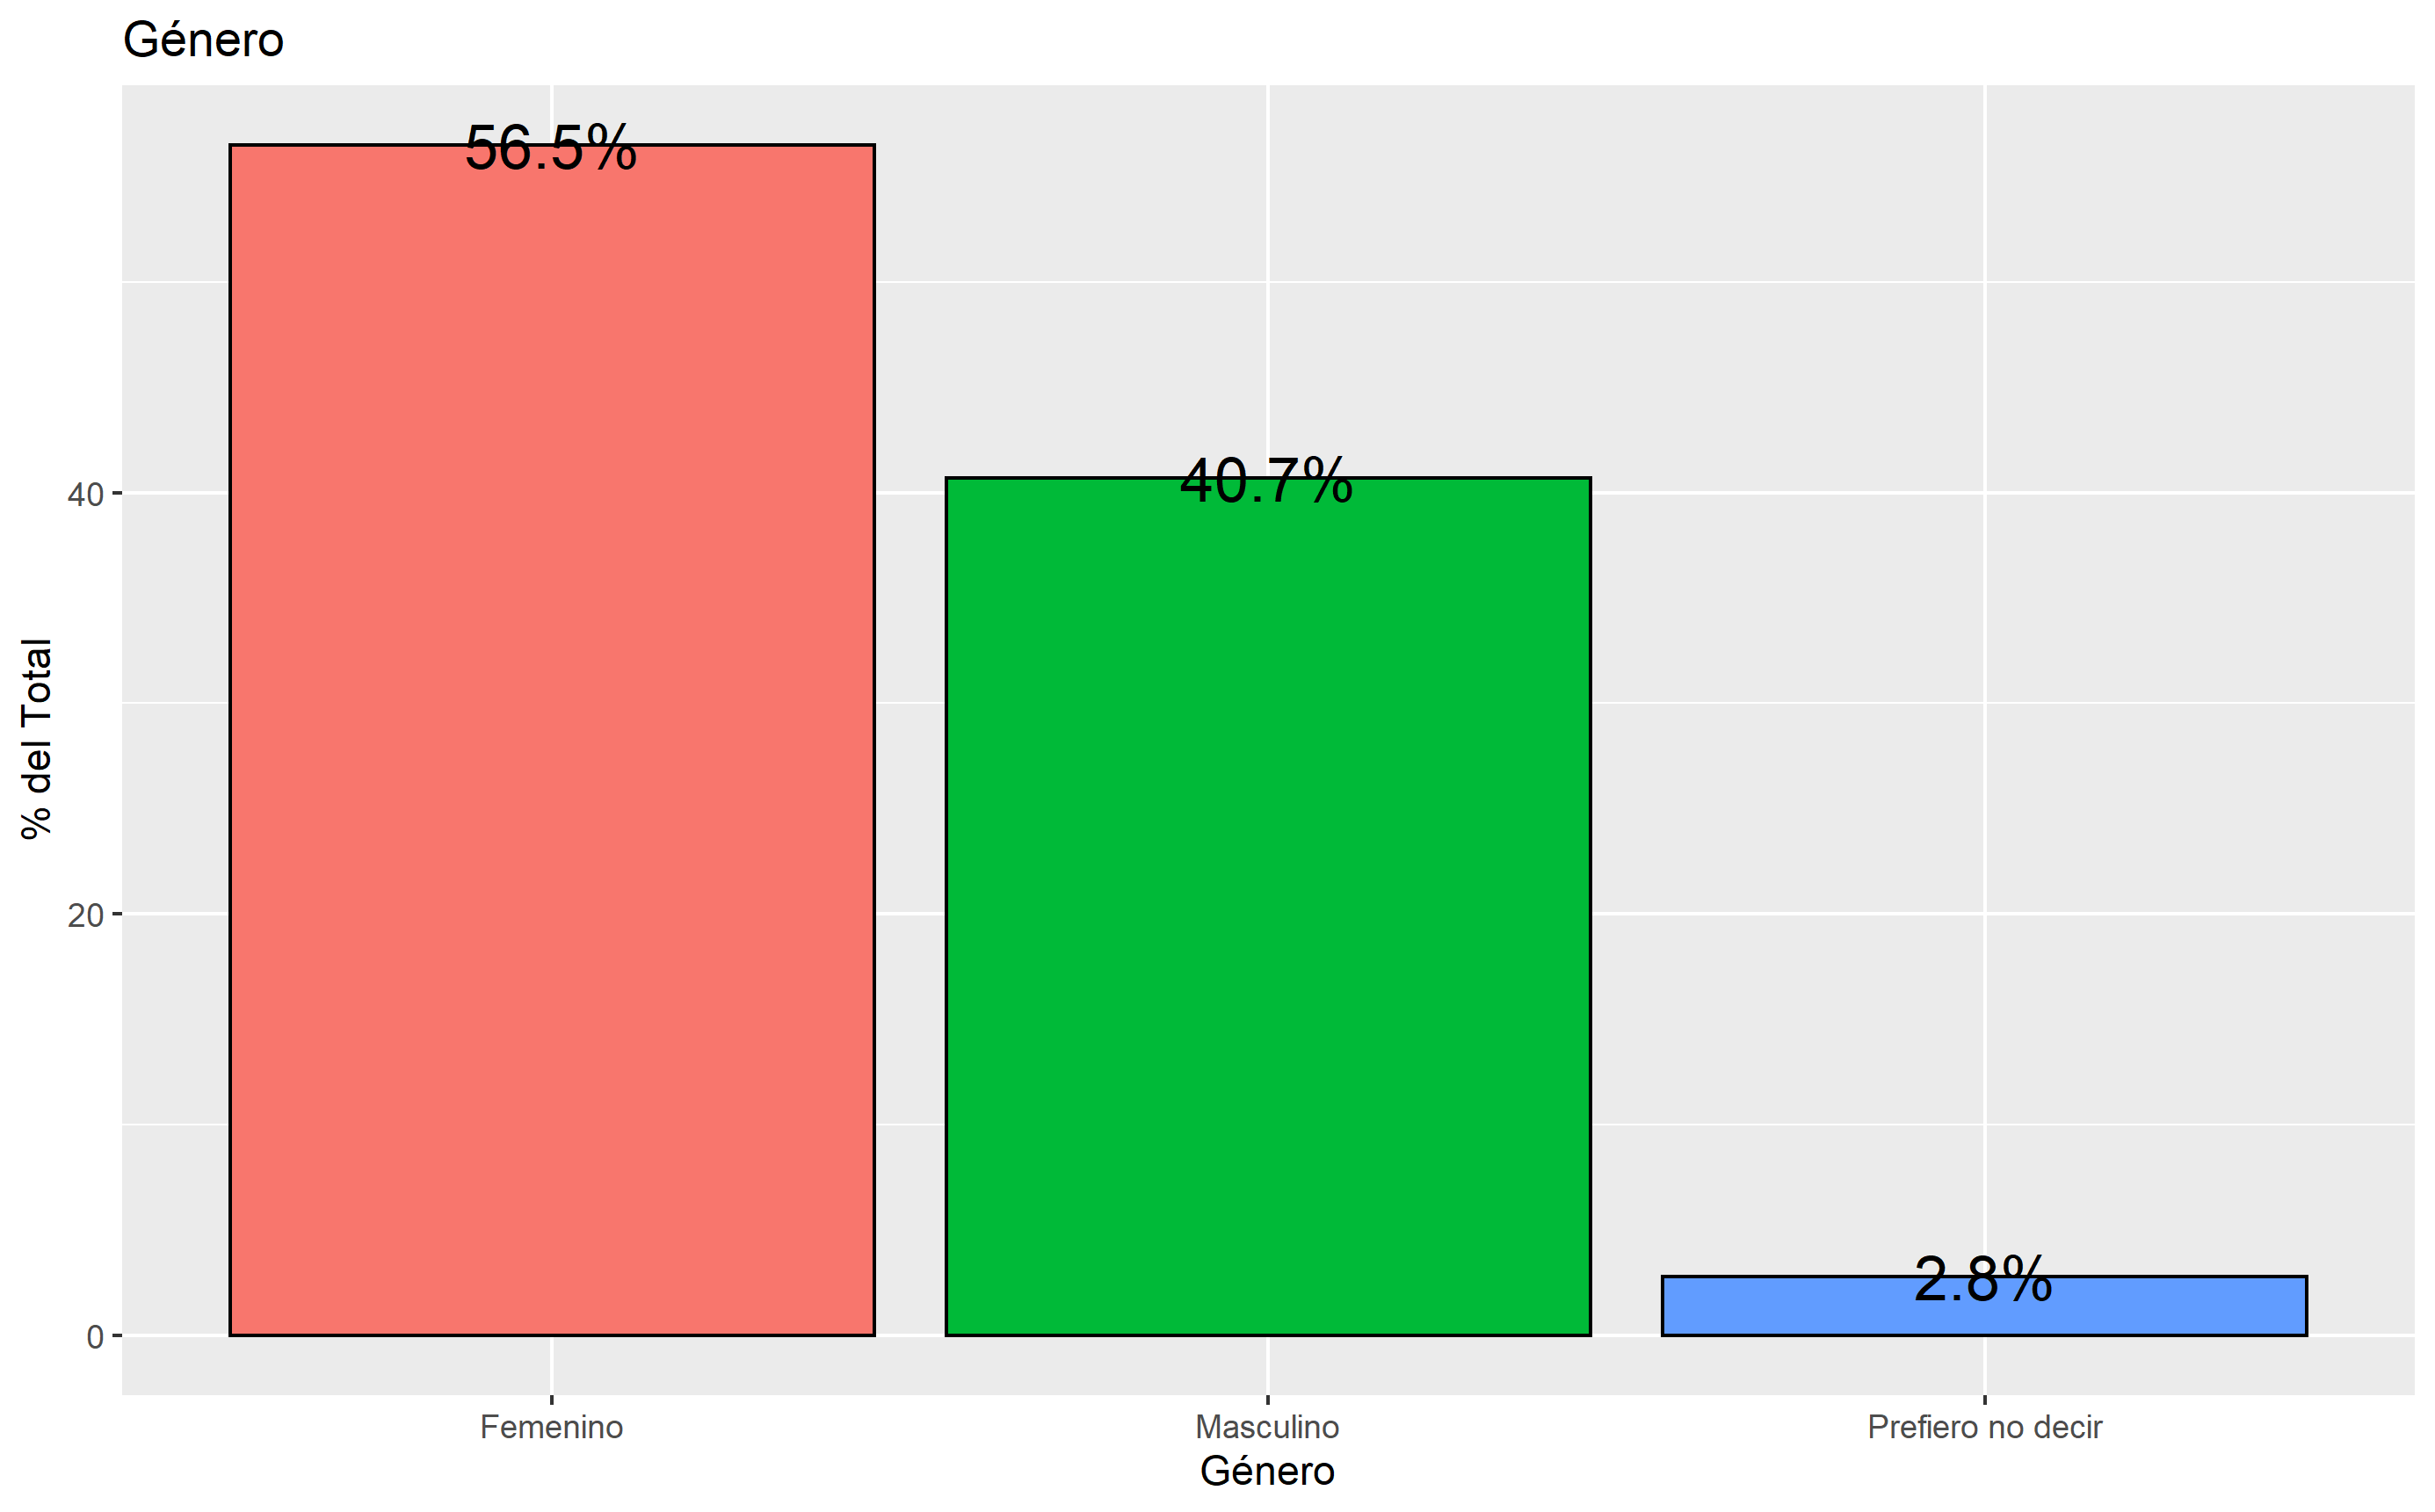 Género
% del Total
40
20
0
56.5%
40.7%
2.8%
Femenino
Masculino
Prefiero no decir
Género